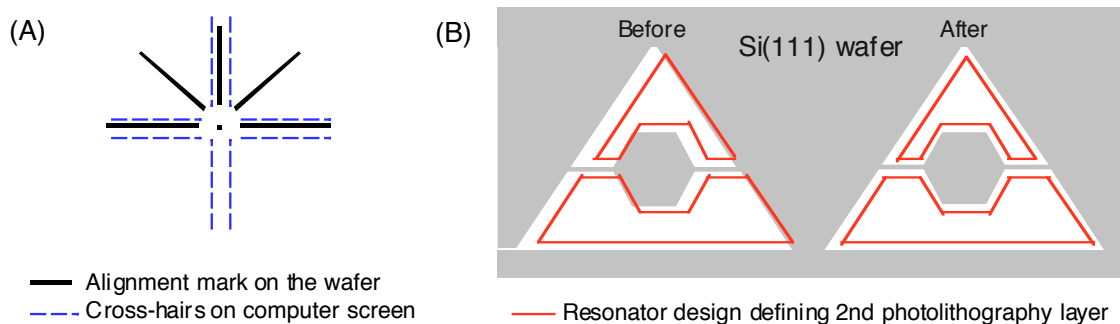 (A)
(B)
Before
After
Si(111) wafer
Alignment mark on the wafer
Cross-hairs on computer screen
Resonator design defining 2nd photolithography layer